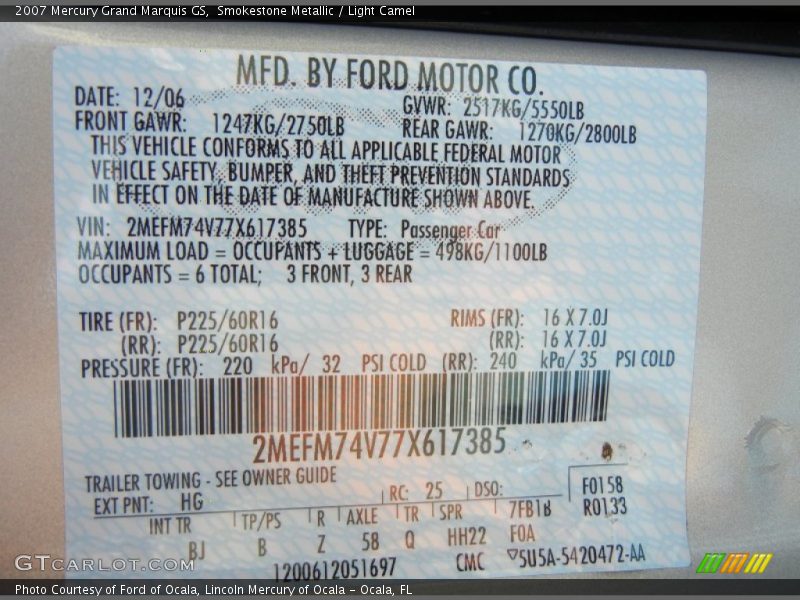 2007 Mercury Grand Marquis GS, Smokestone Metallic / Light Camel
MFD. BY FORD MOTOR CO.
DATE: 12/06 GVWR: 2517KG/5550LB
FRONT GAWR: 1247KG/2750LB REAR GAWR: 1270KG/2800LB
THIS VEHICLE CONFORMS TO ALL APPLICABLE FEDERAL MOTOR
VEHICLE SAFETY, BUMPER, AND THEFT PREVENTION STANDARDS
IN EFFECT ON THE DATE OF MANUFACTURE SHOWN ABOVE.
VIN: 2MEFM74V77X617385 TYPE: Passenger Car
MAXIMUM LOAD = OCCUPANTS + LUGGAGE = 498KG/1100LB
OCCUPANTS = 6 TOTAL; 3 FRONT, 3 REAR
TIRE (FR): P225/60R16 RIMS (FR): 16 X 7.0J
(RR): P225/60R16 (RR): 16 X 7.0J
PRESSURE (FR): 220 kPa/ 32 PSI COLD (RR): 240 kPa/ 35 PSI COLD
2MEFM74V77X617385
TRAILER TOWING - SEE OWNER GUIDE
EXT PNT: HG RC: 25 DSO: F0158
R0133
INT TR TP/PS R AXLE TR SPR 7FB1B
BJ B Z 58 Q HH22 FOA
1200612051697 CMC ▽5U5A-5420472-AA
GTCARLOT.COM
Photo Courtesy of Ford of Ocala, Lincoln Mercury of Ocala - Ocala, FL